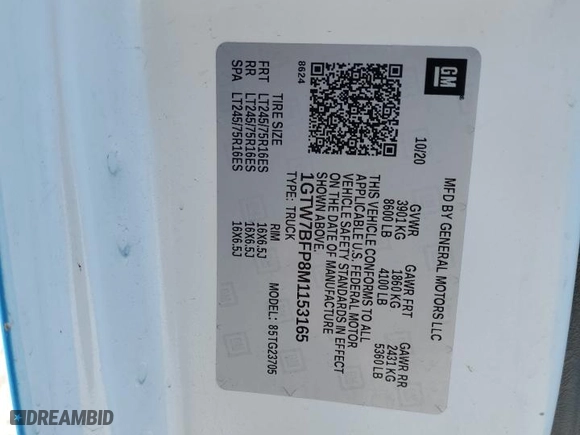 GM
MFD BY GENERAL MOTORS LLC
10/20
GVWR
3901 KG
8600 LB
GAWR FRT
1860 KG
4100 LB
GAWR RR
2431 KG
5360 LB
THIS VEHICLE CONFORMS TO ALL
APPLICABLE U.S. FEDERAL MOTOR
VEHICLE SAFETY STANDARDS IN EFFECT
ON THE DATE OF MANUFACTURE
SHOWN ABOVE.
1GTW7BFP8M1153165
TYPE: TRUCK
MODEL: 85TG23705
8624
TIRE SIZE
RIM
FRT LT245/75R16ES 16X6.5J
RR LT245/75R16ES 16X6.5J
SPA LT245/75R16ES 16X6.5J
DREAMBID